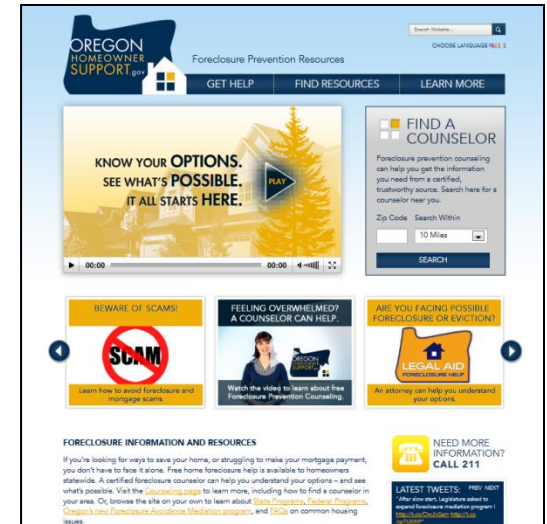 OREGON
HOMEOWNER
SUPPORT.gov
Search Website...
CHOOSE LANGUAGE
Foreclosure Prevention Resources
GET HELP
FIND RESOURCES
LEARN MORE
KNOW YOUR OPTIONS.
SEE WHAT'S POSSIBLE.
IT ALL STARTS HERE.
PLAY
00:00
00:00
FIND A
COUNSELOR
Foreclosure prevention counseling
can help you get the information
you need from a certified,
trustworthy source. Search here for a
counselor near you.
Zip Code Search Within
10 Miles
SEARCH
BEWARE OF SCAMS!
SCAM
Learn how to avoid foreclosure and
mortgage scams.
FEELING OVERWHELMED?
A COUNSELOR CAN HELP.
OREGON
HOMEOWNER
SUPPORT
Watch the video to learn about free
Foreclosure Prevention Counseling.
ARE YOU FACING POSSIBLE
FORECLOSURE OR EVICTION?
LEGAL AID
FORECLOSURE HELP
An attorney can help you understand
your options.
FORECLOSURE INFORMATION AND RESOURCES
If you're looking for ways to save your home, or struggling to make your mortgage payment,
you don't have to face it alone. Free home foreclosure help is available to homeowners
statewide. A certified foreclosure counselor can help you understand your options – and see
what's possible. Visit the Counseling page to learn more, including how to find a counselor in
your area. Or, browse the site on your own to learn about State Programs, Federal Programs,
Oregon's new Foreclosure Avoidance Mediation program, and FAQs on common housing
issues.
NEED MORE
INFORMATION?
CALL 211
LATEST TWEETS: PREV NEXT
"After slow start, Legislature asked to
expand foreclosure mediation program !